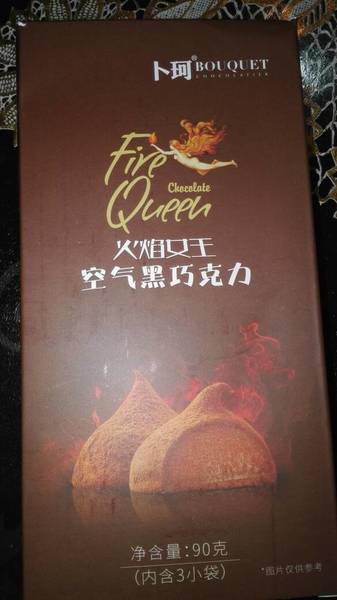 卜珂®BOUQUET
CHOCOLATIER
Fire
Chocolate
Queen
火焰女王
空气黑巧克力
净含量:90克
(内含3小袋)
*图片仅供参考